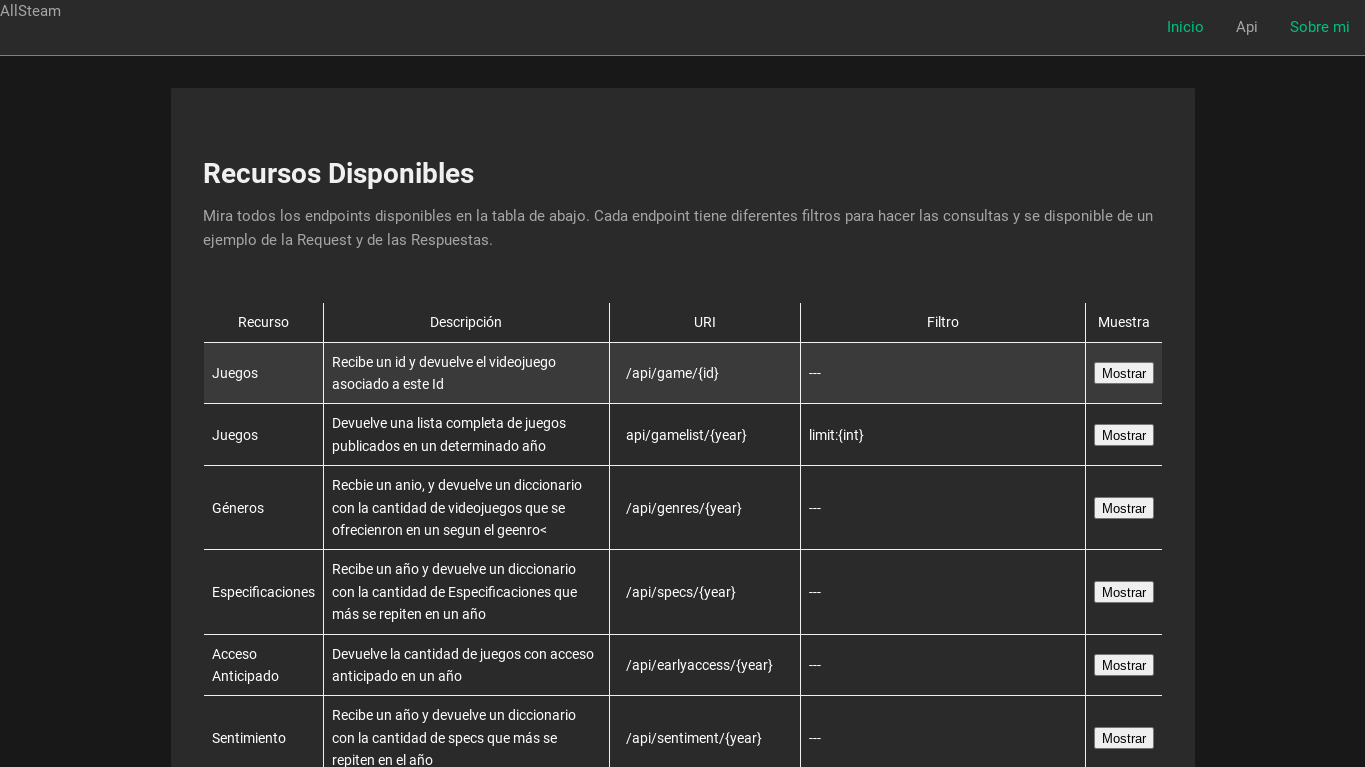 AllSteam
Inicio
Api
Sobre mi
Recursos Disponibles
Mira todos los endpoints disponibles en la tabla de abajo. Cada endpoint tiene diferentes filtros para hacer las consultas y se disponible de un
ejemplo de la Request y de las Respuestas.
Recurso
Descripción
URI
Filtro
Muestra
Juegos
Recibe un id y devuelve el videojuego
asociado a este Id
/api/game/{id}
---
Mostrar
Juegos
Devuelve una lista completa de juegos
publicados en un determinado año
api/gamelist/{year}
limit:{int}
Mostrar
Géneros
Recbie un anio, y devuelve un diccionario
con la cantidad de videojuegos que se
ofrecienron en un segun el geenro<
/api/genres/{year}
---
Mostrar
Especificaciones
Recibe un año y devuelve un diccionario
con la cantidad de Especificaciones que
más se repiten en un año
/api/specs/{year}
---
Mostrar
Acceso
Anticipado
Devuelve la cantidad de juegos con acceso
anticipado en un año
/api/earlyaccess/{year}
---
Mostrar
Sentimiento
Recibe un año y devuelve un diccionario
con la cantidad de specs que más se
repiten en el año
/api/sentiment/{year}
---
Mostrar